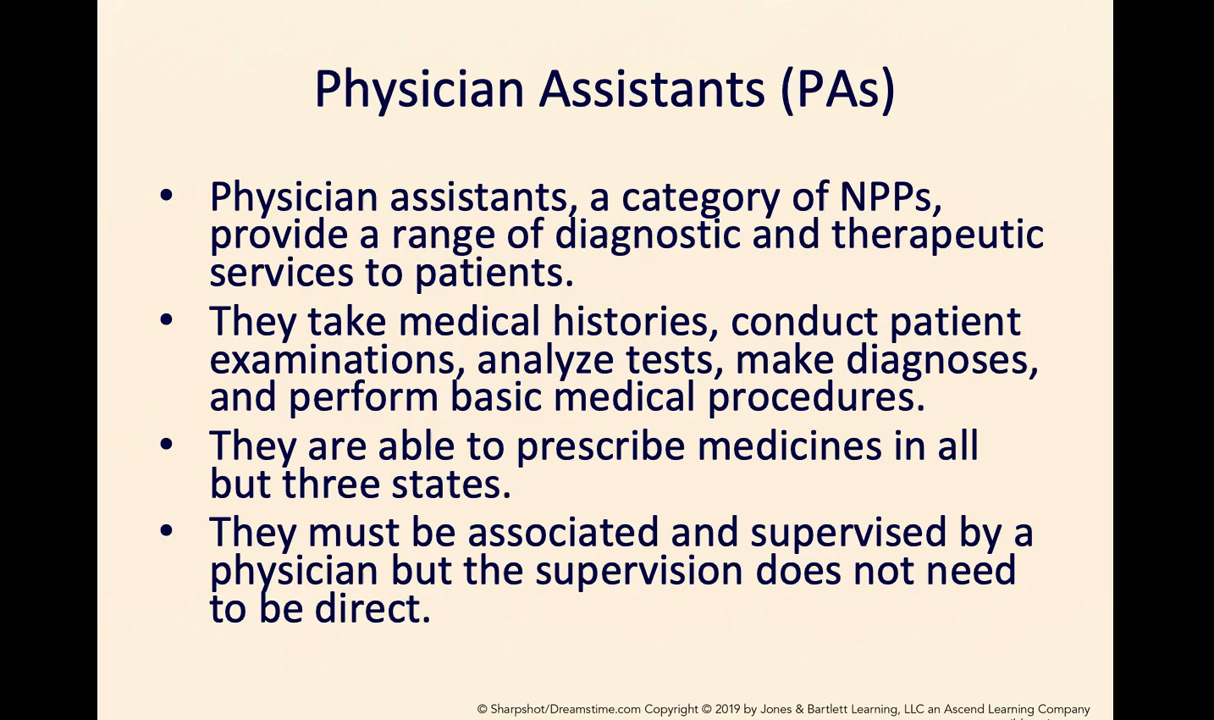 Physician Assistants (PAs)
• Physician assistants, a category of NPPs,
provide a range of diagnostic and therapeutic
services to patients.
• They take medical histories, conduct patient
examinations, analyze tests, make diagnoses,
and perform basic medical procedures.
• They are able to prescribe medicines in all
but three states.
• They must be associated and supervised by a
physician but the supervision does not need
to be direct.
© Sharpshot/Dreamstime.com Copyright © 2019 by Jones & Bartlett Learning, LLC an Ascend Learning Company